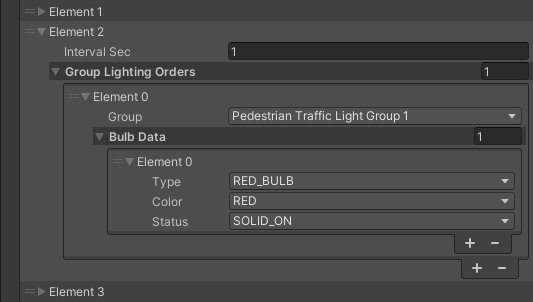 Element 1
Element 2
Interval Sec 1
Group Lighting Orders 1
Element 0
Group Pedestrian Traffic Light Group 1
Bulb Data 1
Element 0
Type RED_BULB
Color RED
Status SOLID_ON
+ −
+ −
Element 3